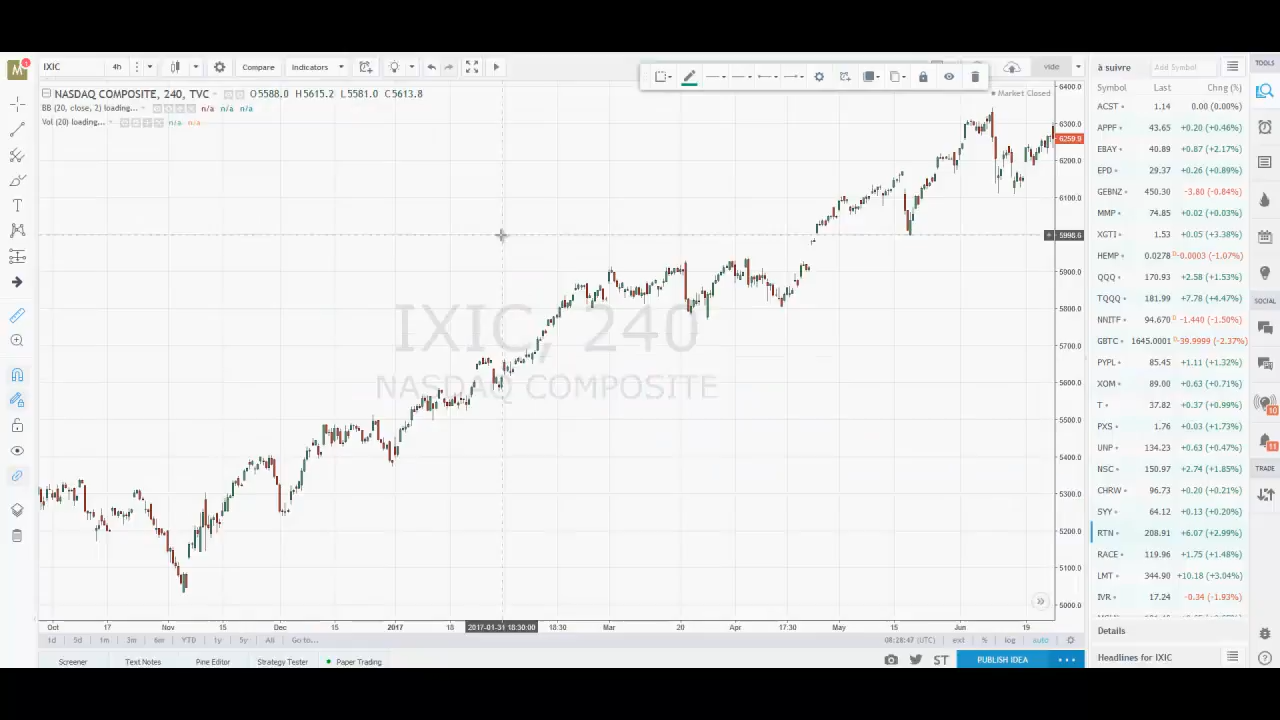 IXIC 4h Compare Indicators vide
NASDAQ COMPOSITE, 240, TVC O5588.0 H5615.2 L5581.0 C5613.8
Market Closed
BB (20, close, 2) loading... n/a n/a n/a
Vol (20) loading... n/a n/a
IXIC, 240
NASDAQ COMPOSITE
6400.0
6300.0
6259.9
6200.0
6100.0
5998.6
5900.0
5800.0
5700.0
5600.0
5500.0
5400.0
5300.0
5200.0
5100.0
5000.0
Oct 17 Nov 15 Dec 15 2017 18 2017-01-31 18:30:00 18:30 Mar 20 Apr 17:30 May 15 Jun 19
1d 5d 1m 3m 6m YTD 1y 5y All Go to... 08:28:47 (UTC) ext % log auto
Screener Text Notes Pine Editor Strategy Tester Paper Trading ST PUBLISH IDEA
à suivre Add Symbol
Symbol Last Chng (%)
ACST 1.14 0.00 (0.00%)
APPF 43.65 +0.20 (+0.46%)
EBAY 40.89 +0.87 (+2.17%)
EPD 29.37 +0.26 (+0.89%)
GEBNZ 450.30 -3.80 (-0.84%)
MMP 74.85 +0.02 (+0.03%)
XGTI 1.53 +0.05 (+3.38%)
HEMP 0.0278 D -0.0003 (-1.07%)
QQQ 170.93 +2.58 (+1.53%)
TQQQ 181.99 +7.78 (+4.47%)
NNITF 94.670 D -1.440 (-1.50%)
GBTC 1645.0001 D -39.9999 (-2.37%)
PYPL 85.45 +1.11 (+1.32%)
XOM 89.00 +0.63 (+0.71%)
T 37.82 +0.37 (+0.99%)
PXS 1.76 +0.03 (+1.73%)
UNP 134.23 +0.63 (+0.47%)
NSC 150.97 +2.74 (+1.85%)
CHRW 96.73 +0.20 (+0.21%)
SYY 64.12 +0.13 (+0.20%)
RTN 208.91 +6.07 (+2.99%)
RACE 119.96 +1.75 (+1.48%)
LMT 344.90 +10.18 (+3.04%)
IVR 17.24 -0.34 (-1.93%)
Details
Headlines for IXIC
TOOLS
SOCIAL
10
11
TRADE